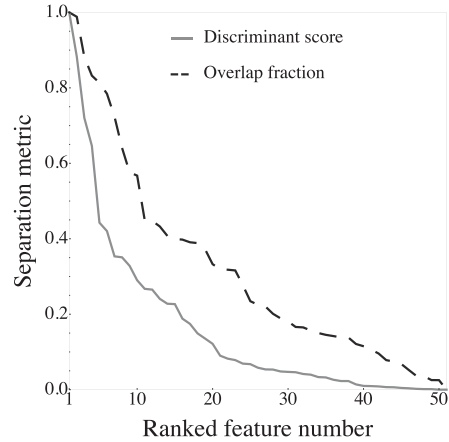 1.0
0.8
0.6
0.4
0.2
0.0
Separation metric
Discriminant score
Overlap fraction
1 10 20 30 40 50
Ranked feature number